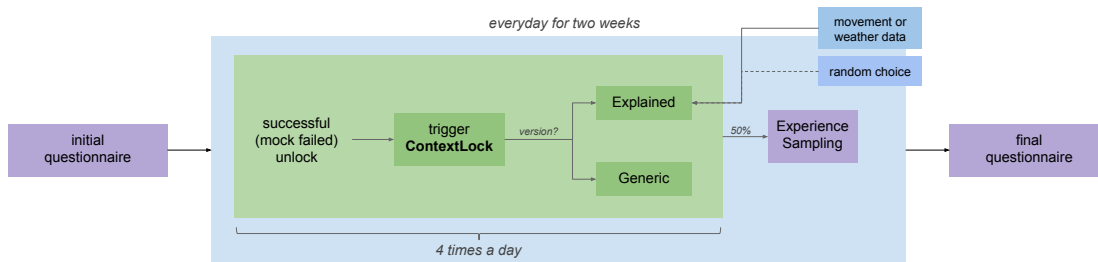 everyday for two weeks
movement or
weather data
random choice
initial
questionnaire
successful
(mock failed)
unlock
trigger
ContextLock
version?
Explained
Generic
50%
Experience
Sampling
final
questionnaire
4 times a day